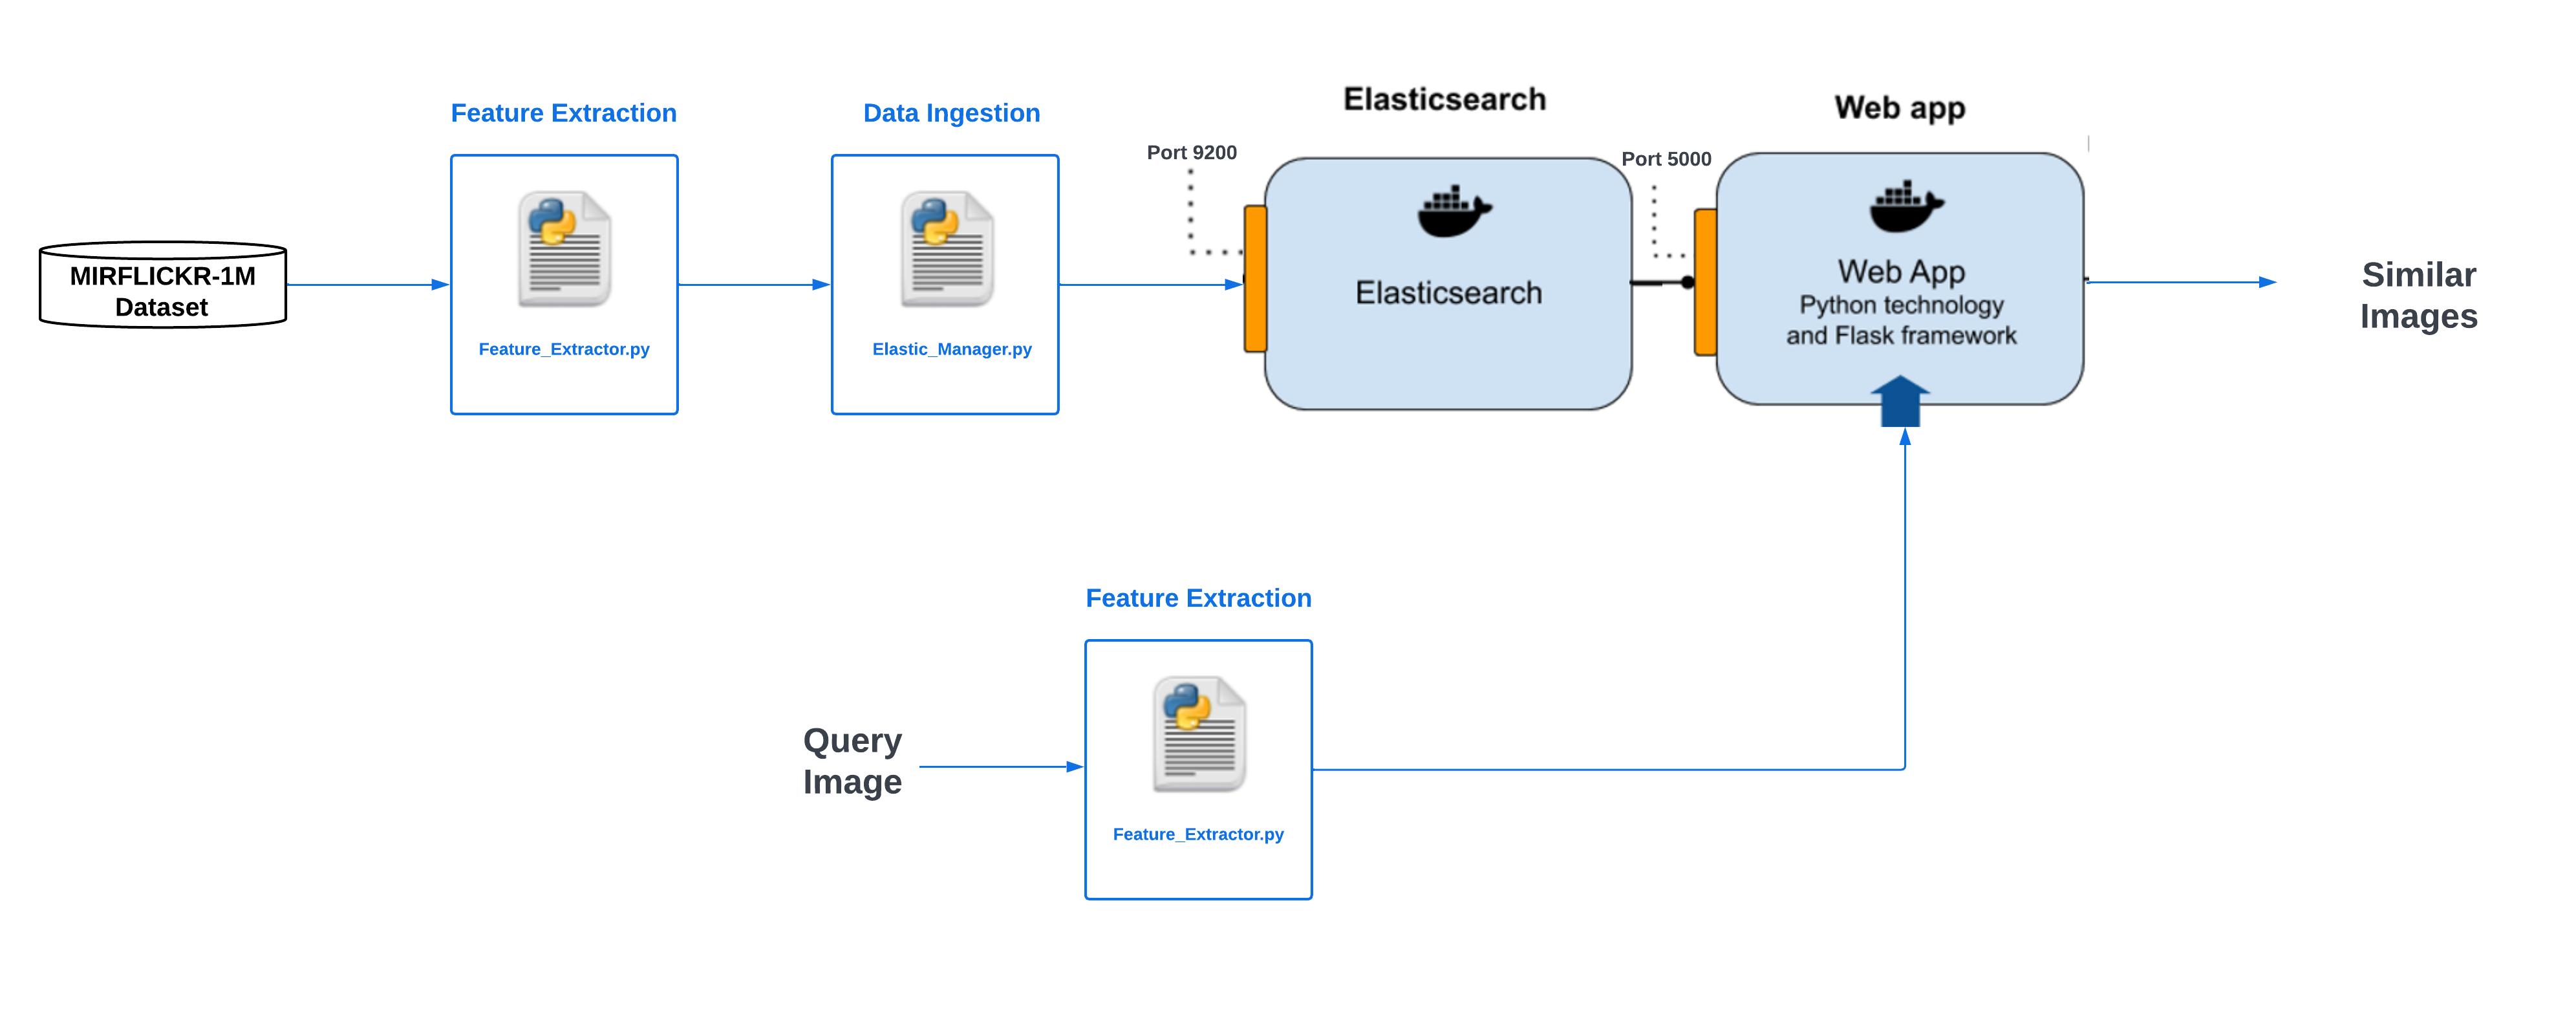 Feature Extraction
Data Ingestion
Elasticsearch
Web app
Port 9200
Port 5000
MIRFLICKR-1M
Dataset
Feature_Extractor.py
Elastic_Manager.py
Elasticsearch
Web App
Python technology
and Flask framework
Similar
Images
Feature Extraction
Query
Image
Feature_Extractor.py